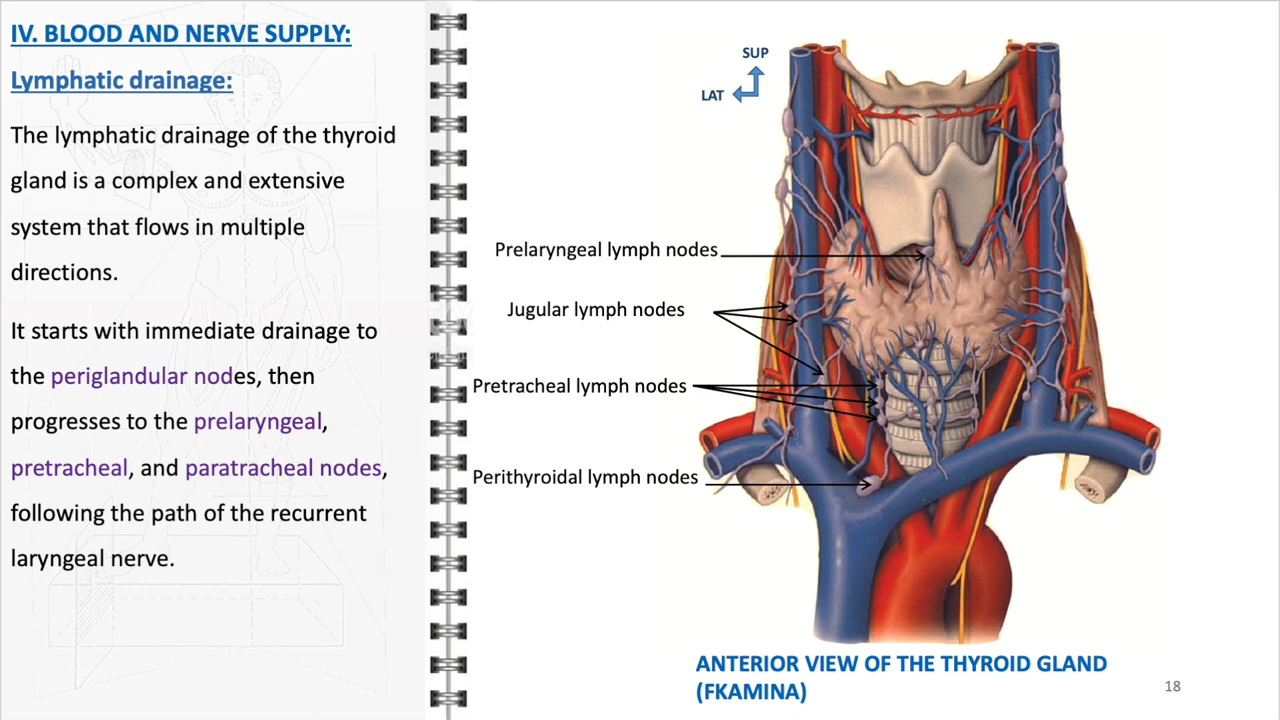 IV. BLOOD AND NERVE SUPPLY:
Lymphatic drainage:
The lymphatic drainage of the thyroid
gland is a complex and extensive
system that flows in multiple
directions.
It starts with immediate drainage to
the periglandular nodes, then
progresses to the prelaryngeal,
pretracheal, and paratracheal nodes,
following the path of the recurrent
laryngeal nerve.
SUP
LAT
Prelaryngeal lymph nodes
Jugular lymph nodes
Pretracheal lymph nodes
Perithyroidal lymph nodes
ANTERIOR VIEW OF THE THYROID GLAND
(FKAMINA)
18